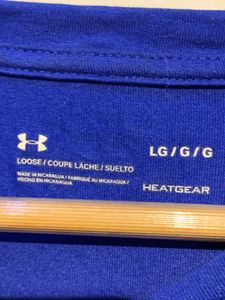 LG/G/G
LOOSE / COUPE LÂCHE / SUELTO
MADE IN NICARAGUA / FABRIQUÉ AU NICARAGUA /
HECHO EN NICARAGUA
HEATGEAR